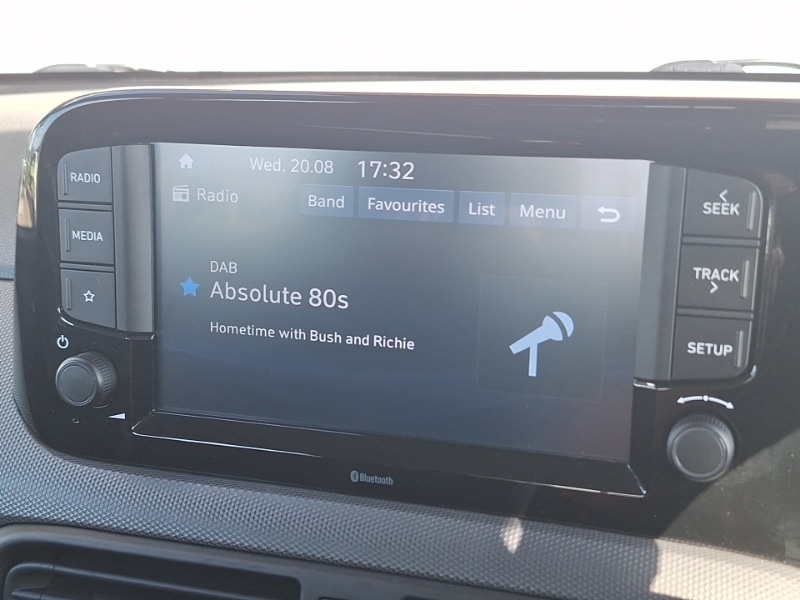 Wed, 20.08 17:32
Radio
Band Favourites List Menu
DAB
Absolute 80s
Hometime with Bush and Richie
RADIO
MEDIA
SEEK
TRACK
SETUP
Bluetooth